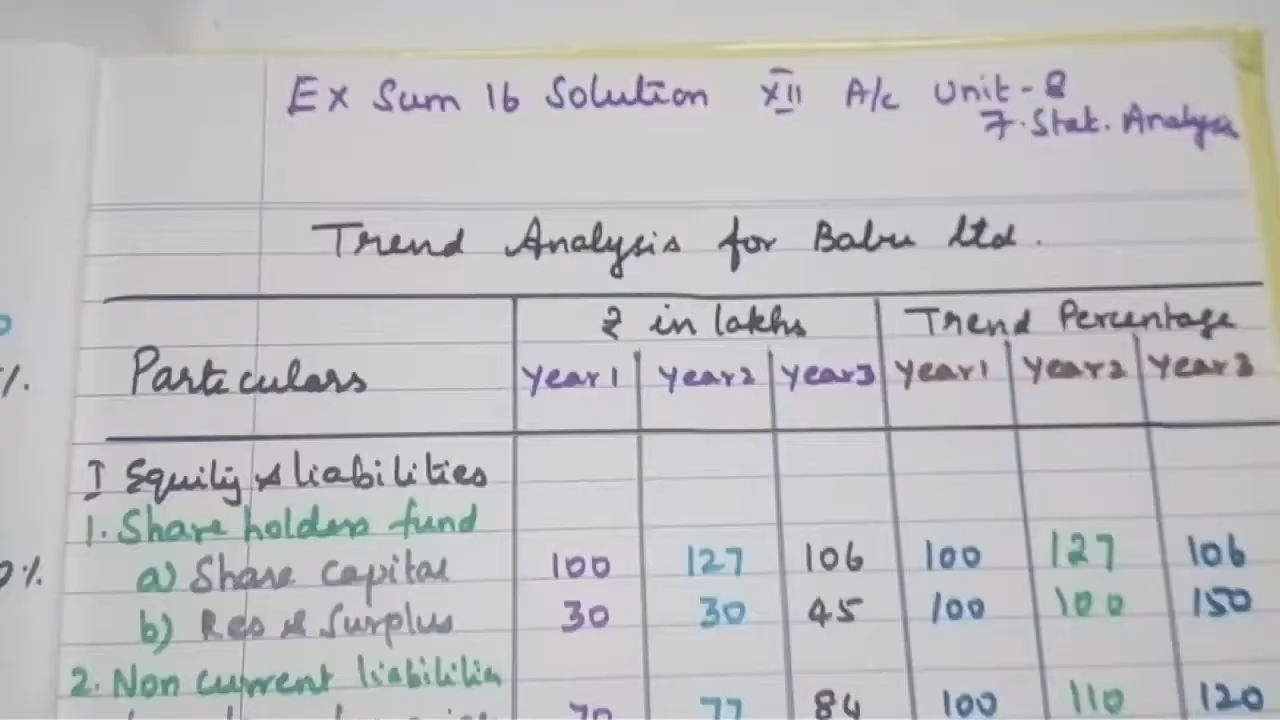 Ex Sum 16 Solution XII A/c Unit-8
7. Stat. Analysis
Trend Analysis for Babu Ltd.
Particulars ₹ in lakhs Trend Percentage
Year1 Year2 Year3 Year1 Year2 Year3
I Equity & liabilities
1. Share holders fund
a) Share capital 100 127 106 100 127 106
b) Res & Surplus 30 30 45 100 100 150
2. Non current liabilities
70 77 84 100 110 120
%.
0%.